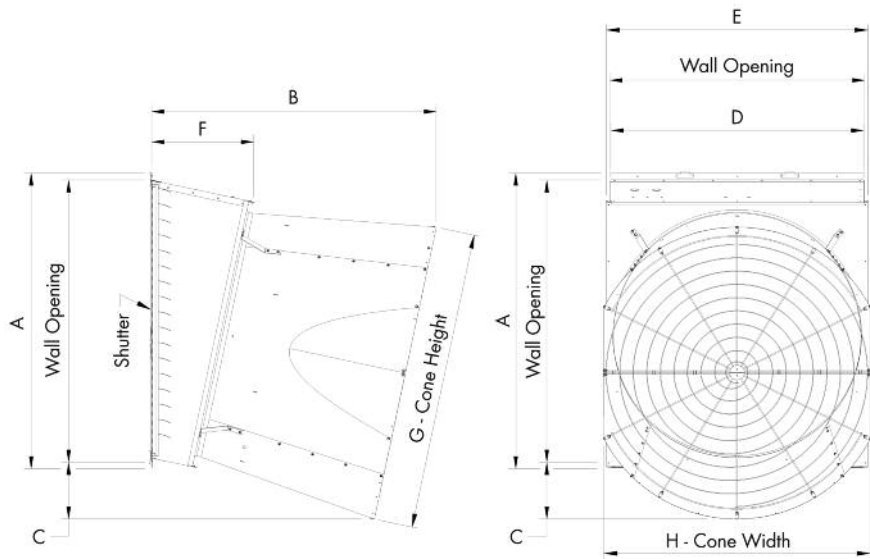 E
Wall Opening
D
B
F
A
Wall Opening
Shutter
G - Cone Height
C
A
Wall Opening
C
H - Cone Width